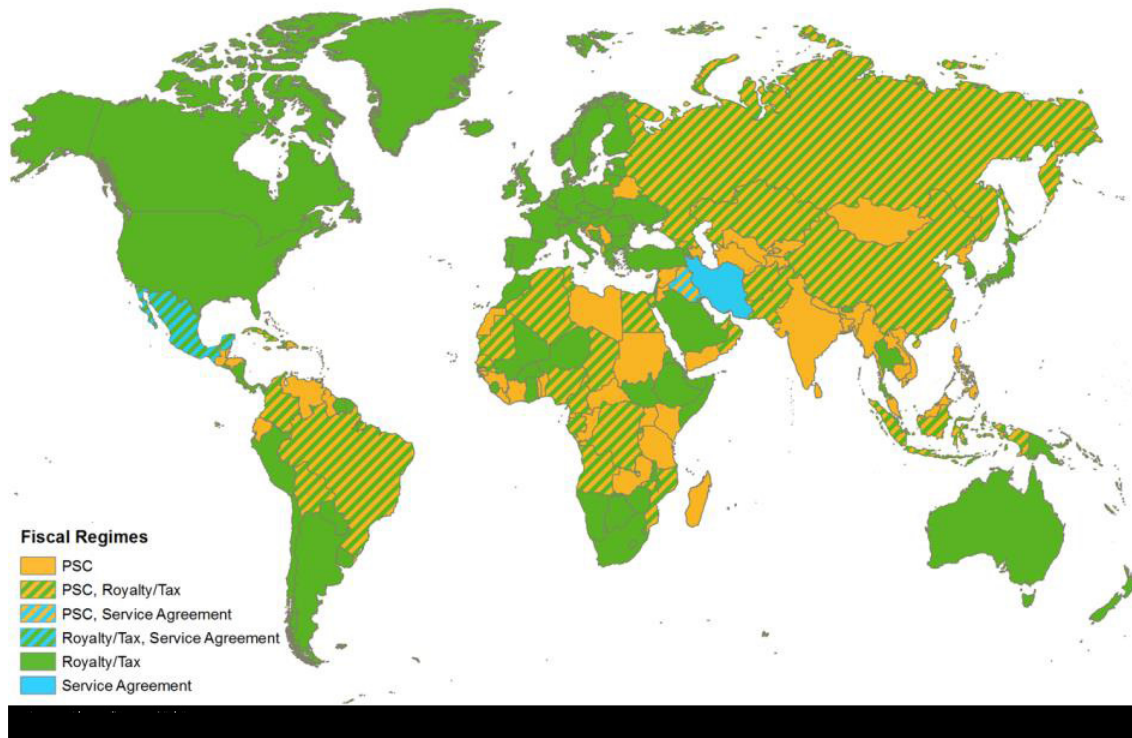 Fiscal Regimes
PSC
PSC, Royalty/Tax
PSC, Service Agreement
Royalty/Tax, Service Agreement
Royalty/Tax
Service Agreement